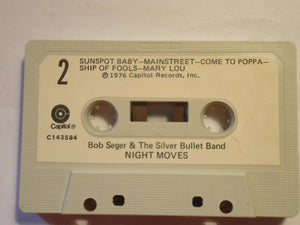 2
SUNSPOT BABY—MAINSTREET—COME TO POPPA—
SHIP OF FOOLS—MARY LOU
Ⓟ 1976 Capitol Records, Inc.
Capitol®
C143584
Bob Seger & The Silver Bullet Band
NIGHT MOVES